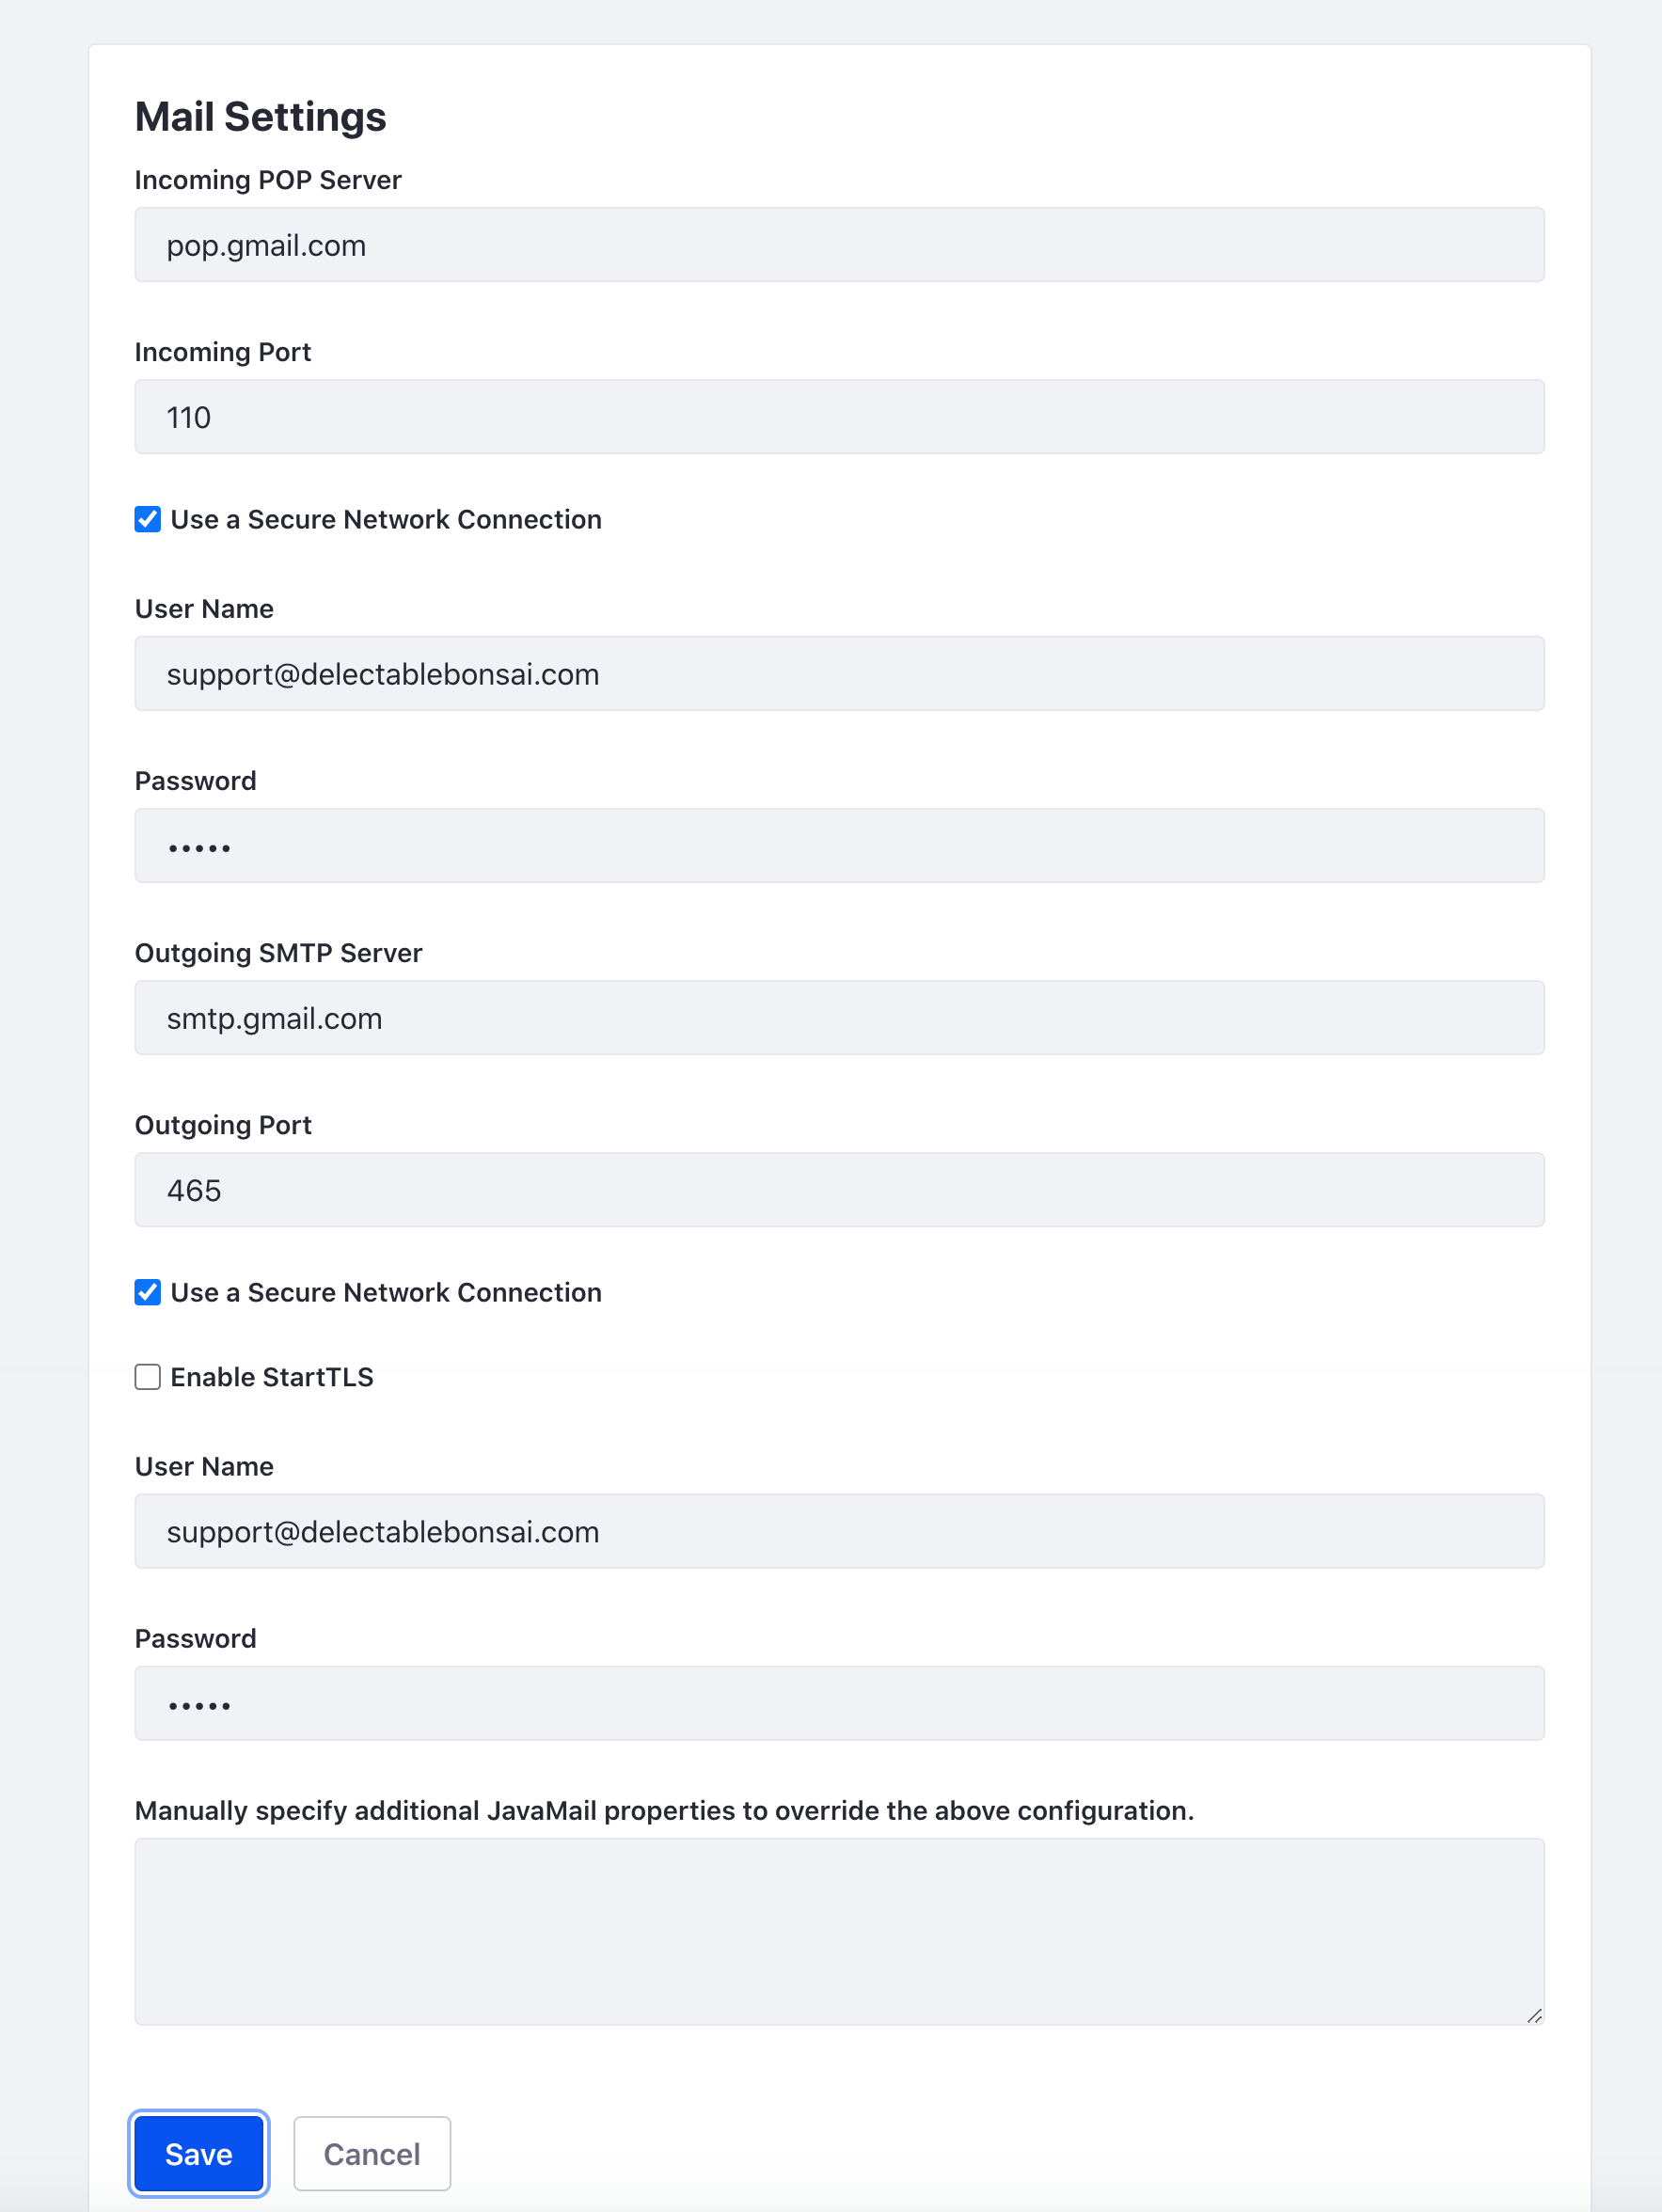 Mail Settings
Incoming POP Server
pop.gmail.com
Incoming Port
110
Use a Secure Network Connection
User Name
support@delectablebonsai.com
Password
•••••
Outgoing SMTP Server
smtp.gmail.com
Outgoing Port
465
Use a Secure Network Connection
Enable StartTLS
User Name
support@delectablebonsai.com
Password
•••••
Manually specify additional JavaMail properties to override the above configuration.
Save
Cancel